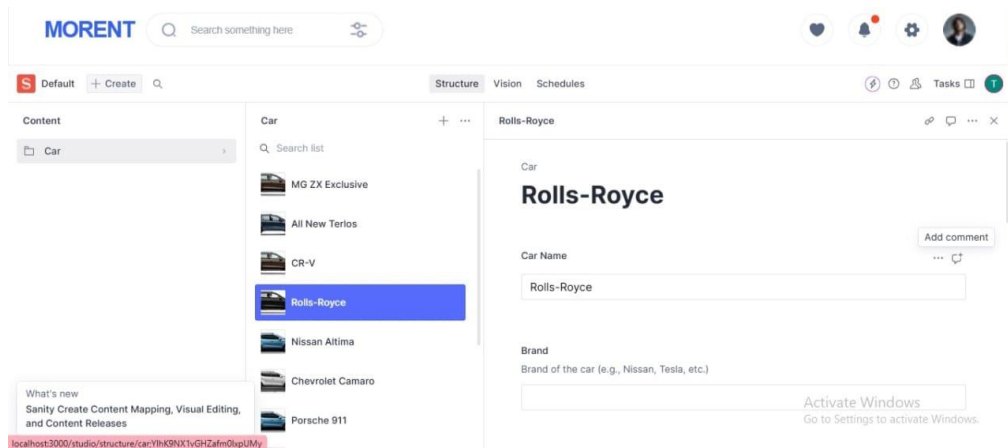 MORENT
Search something here
S Default + Create
Structure Vision Schedules
Tasks T
Content
Car
Car
Search list
MG ZX Exclusive
All New Terlos
CR-V
Rolls-Royce
Nissan Altima
Chevrolet Camaro
Porsche 911
Rolls-Royce
Car
Rolls-Royce
Add comment
Car Name
Rolls-Royce
Brand
Brand of the car (e.g., Nissan, Tesla, etc.)
What's new
Sanity Create Content Mapping, Visual Editing,
and Content Releases
Activate Windows
Go to Settings to activate Windows.
localhost:3000/studio/structure/car;YlhK9NX1vGHZafm0lxpUMy